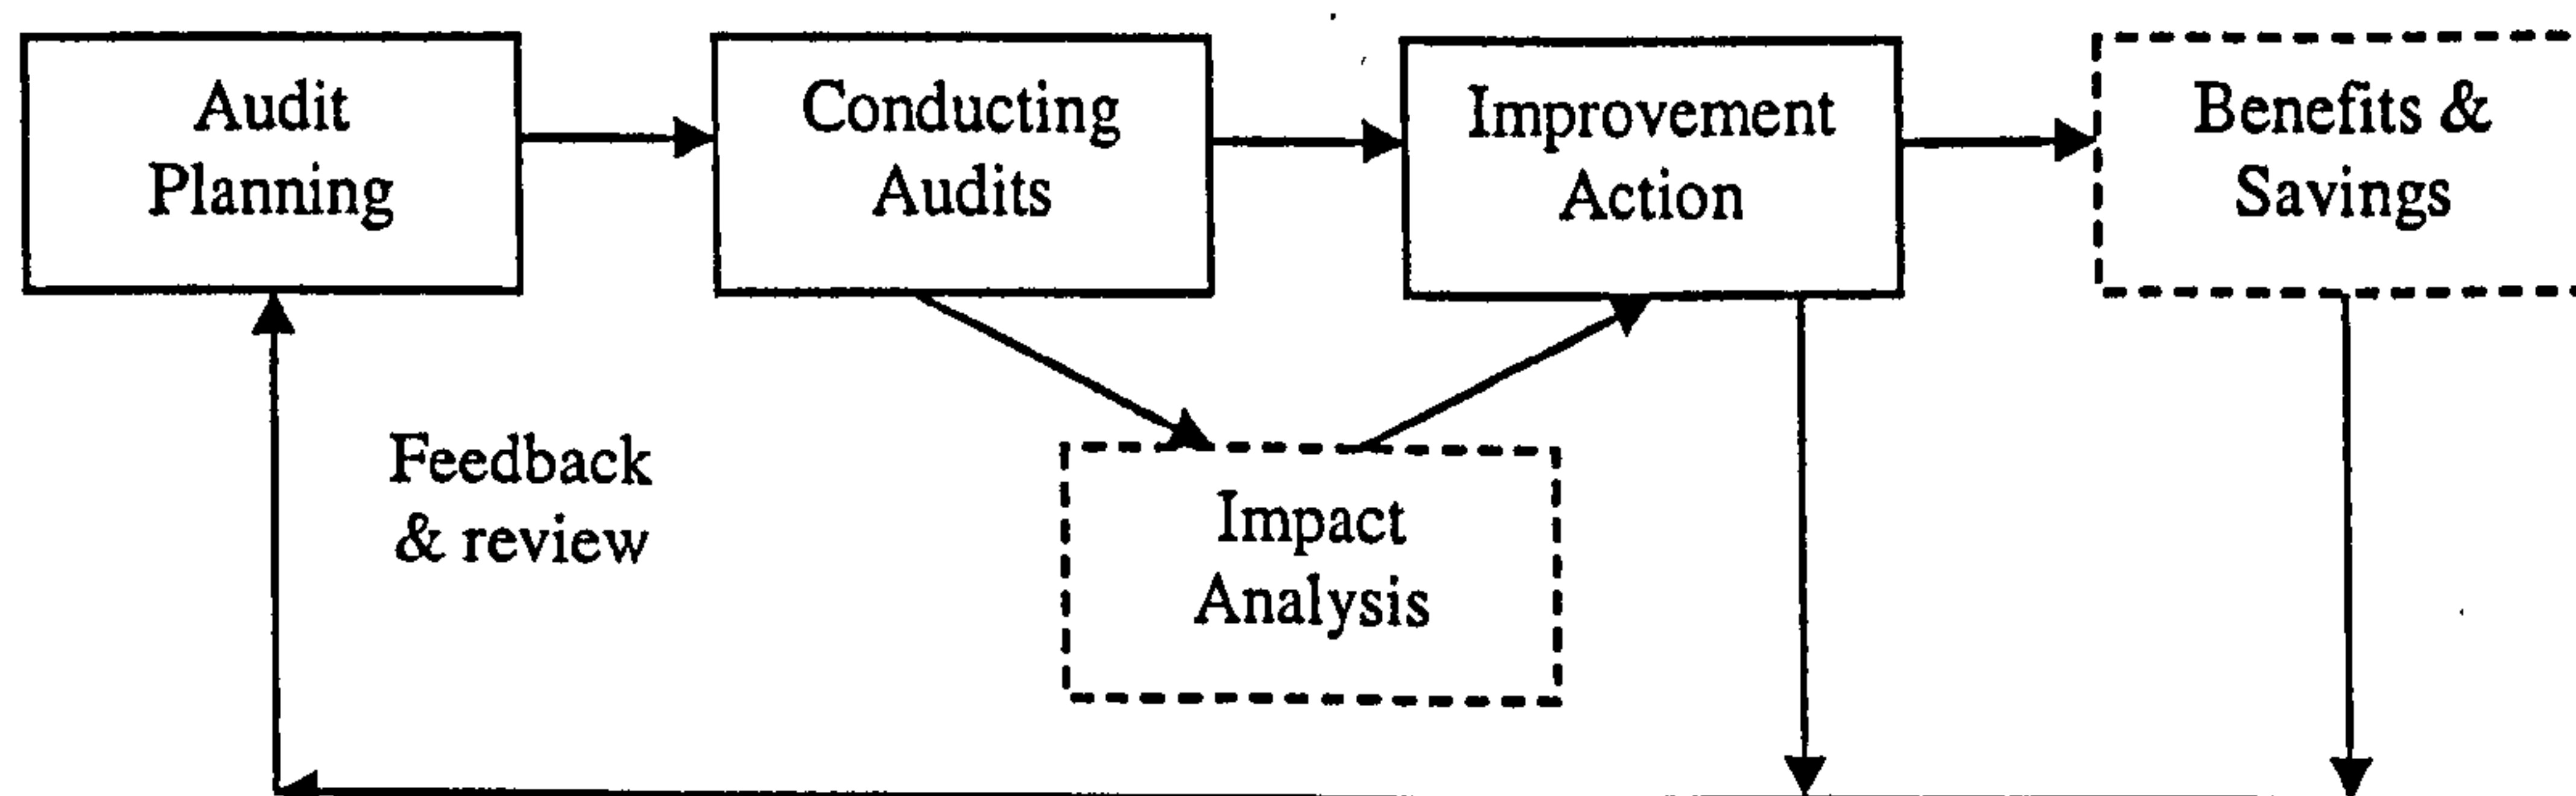 Audit
Planning
Conducting
Audits
Improvement
Action
Benefits &
Savings
Feedback
& review
Impact
Analysis